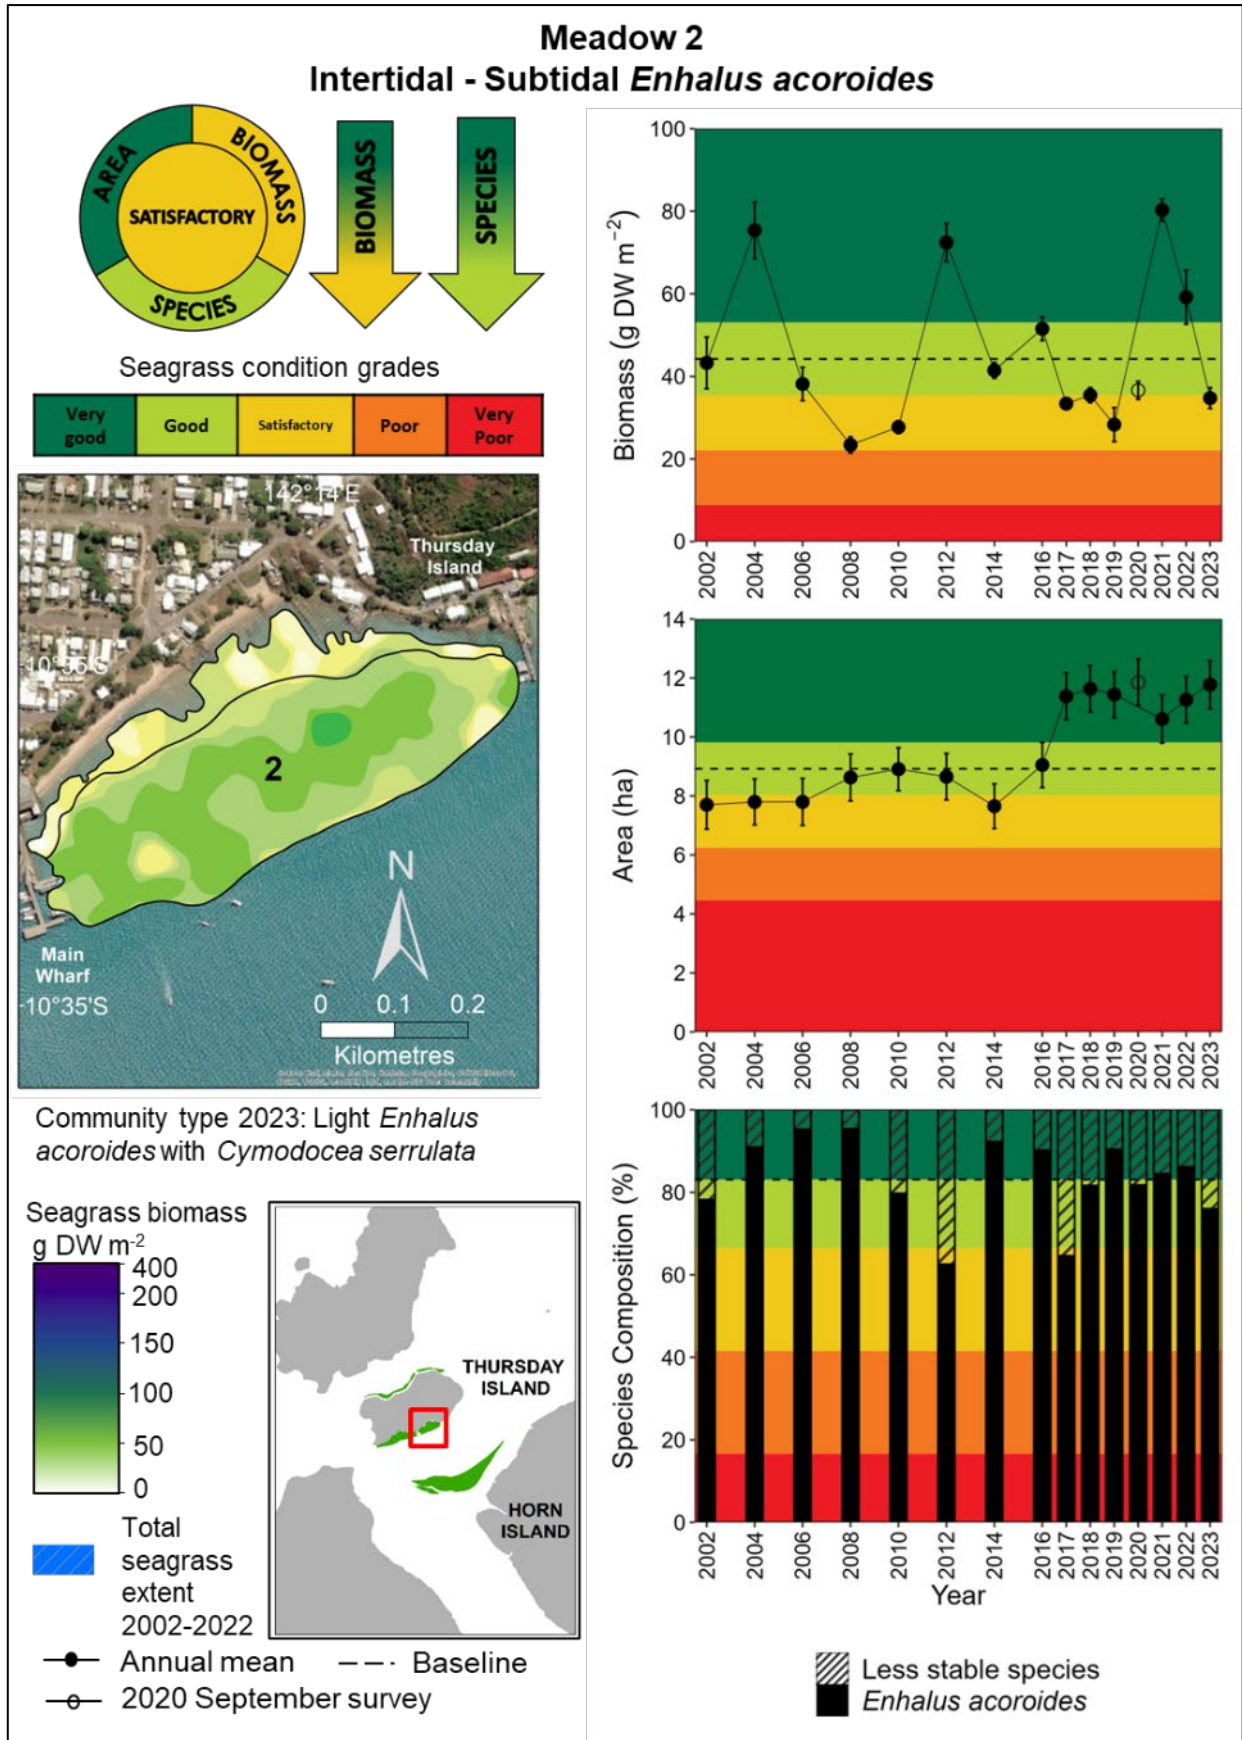 Meadow 2
Intertidal - Subtidal Enhalus acoroides
AREA
BIOMASS
SPECIES
SATISFACTORY
BIOMASS
SPECIES
Seagrass condition grades
Very good
Good
Satisfactory
Poor
Very Poor
142°14'E
Thursday
Island
-10°35'S
2
N
Main
Wharf
-10°35'S
0 0.1 0.2
Kilometres
Community type 2023: Light Enhalus
acoroides with Cymodocea serrulata
Seagrass biomass
g DW m-2
400
200
150
100
50
0
Total
seagrass
extent
2002-2022
THURSDAY
ISLAND
HORN
ISLAND
Annual mean
Baseline
2020 September survey
Biomass (g DW m−2)
100
80
60
40
20
0
2002 2004 2006 2008 2010 2012 2014 2016 2017 2018 2019 2020 2021 2022 2023
Area (ha)
14
12
10
8
6
4
2
0
2002 2004 2006 2008 2010 2012 2014 2016 2017 2018 2019 2020 2021 2022 2023
Species Composition (%)
100
80
60
40
20
0
2002 2004 2006 2008 2010 2012 2014 2016 2017 2018 2019 2020 2021 2022 2023
Year
Less stable species
Enhalus acoroides